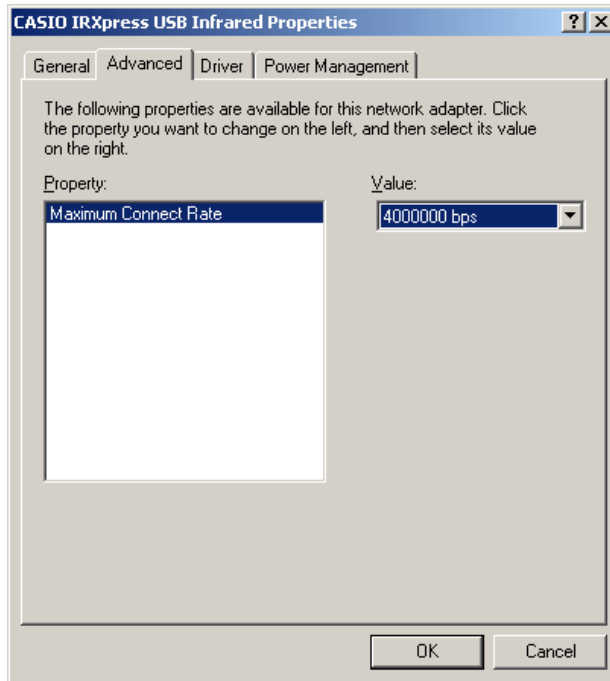 CASIO IRXpress USB Infrared Properties ? X
General Advanced Driver Power Management
The following properties are available for this network adapter. Click
the property you want to change on the left, and then select its value
on the right.
Property: Value:
Maximum Connect Rate 4000000 bps
OK Cancel